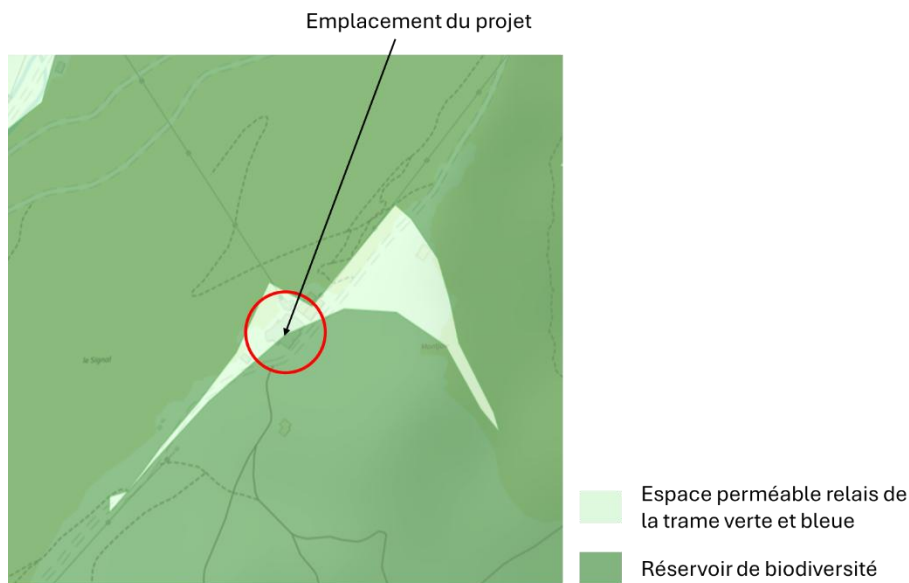 Emplacement du projet
le Signal
Espace perméable relais de
la trame verte et bleue
Réservoir de biodiversité